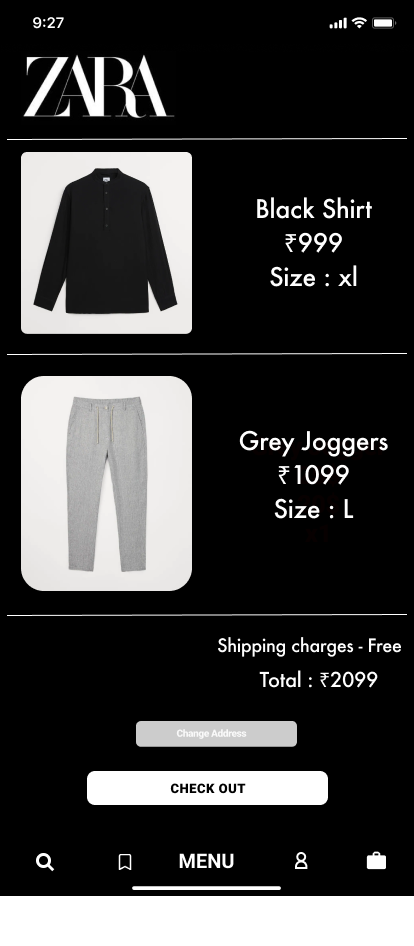 9:27
ZARA
Black Shirt
₹999
Size : xl
Grey Joggers
₹1099
Size : L
Shipping charges - Free
Total : ₹2099
Change Address
CHECK OUT
MENU